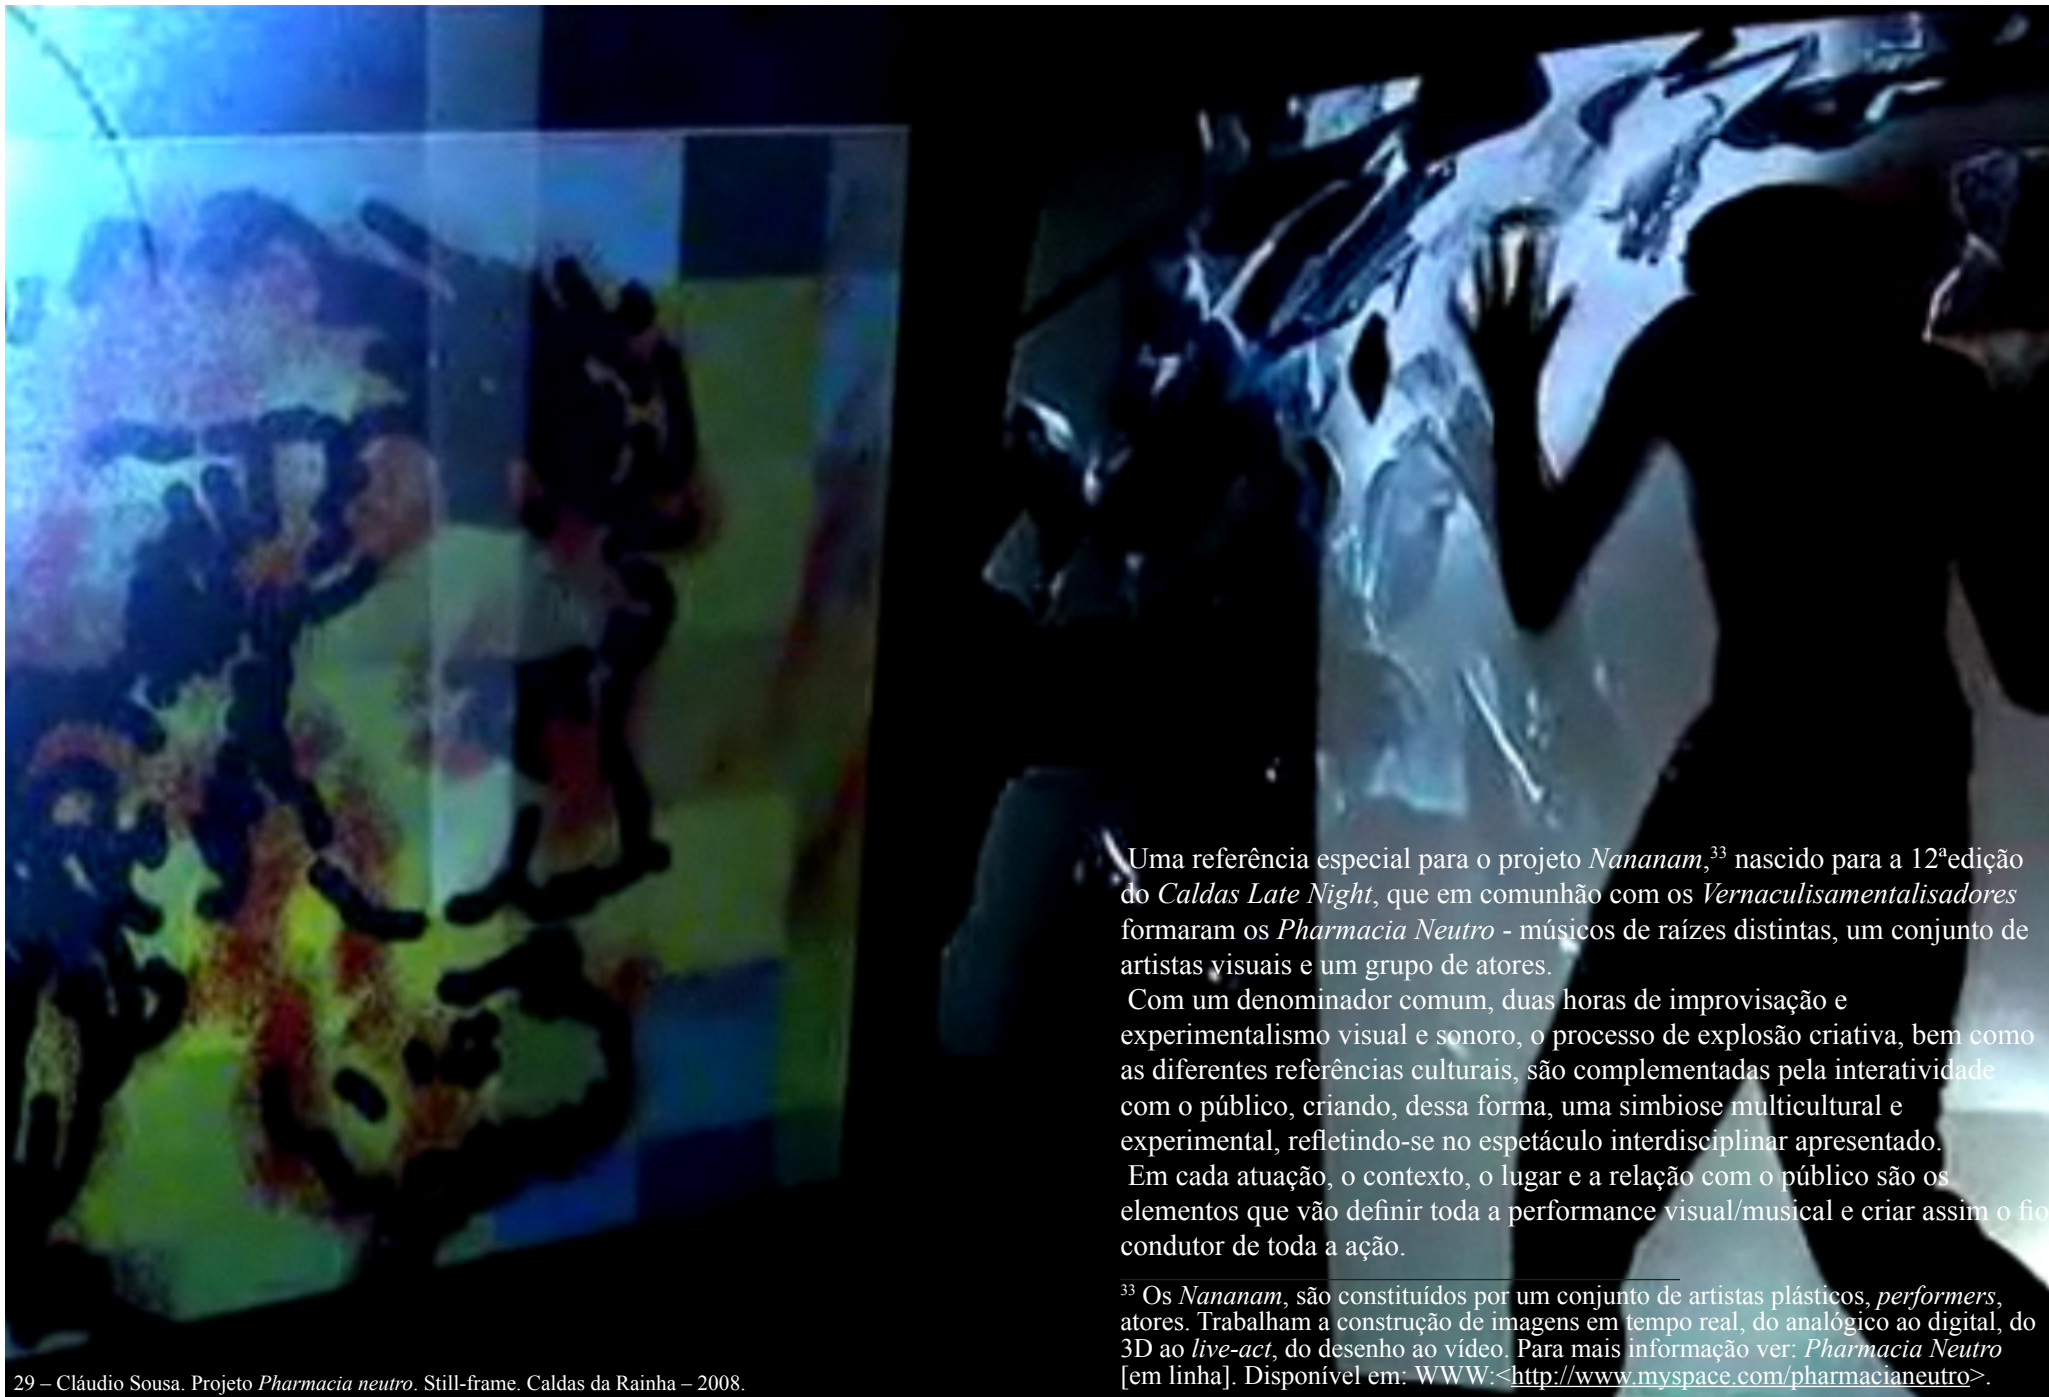 Uma referência especial para o projeto Nananam,³³ nascido para a 12ªedição
do Caldas Late Night, que em comunhão com os Vernaculisamentalisadores
formaram os Pharmacia Neutro - músicos de raízes distintas, um conjunto de
artistas visuais e um grupo de atores.
Com um denominador comum, duas horas de improvisação e
experimentalismo visual e sonoro, o processo de explosão criativa, bem como
as diferentes referências culturais, são complementadas pela interatividade
com o público, criando, dessa forma, uma simbiose multicultural e
experimental, refletindo-se no espetáculo interdisciplinar apresentado.
Em cada atuação, o contexto, o lugar e a relação com o público são os
elementos que vão definir toda a performance visual/musical e criar assim o fio
condutor de toda a ação.
³³ Os Nananam, são constituídos por um conjunto de artistas plásticos, performers,
atores. Trabalham a construção de imagens em tempo real, do analógico ao digital, do
3D ao live-act, do desenho ao vídeo. Para mais informação ver: Pharmacia Neutro
[em linha]. Disponível em: WWW:<http://www.myspace.com/pharmacianeutro>.
29 – Cláudio Sousa. Projeto Pharmacia neutro. Still-frame. Caldas da Rainha – 2008.